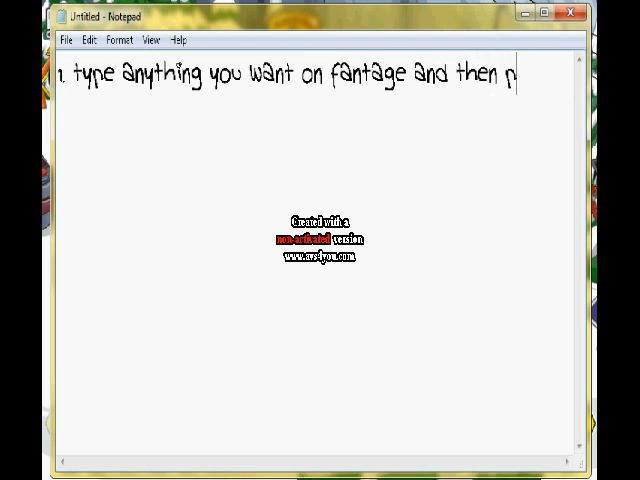 Untitled - Notepad
File Edit Format View Help
1. type anything you want on fantage and then p
Created with a
non-activated version
www.avs4you.com